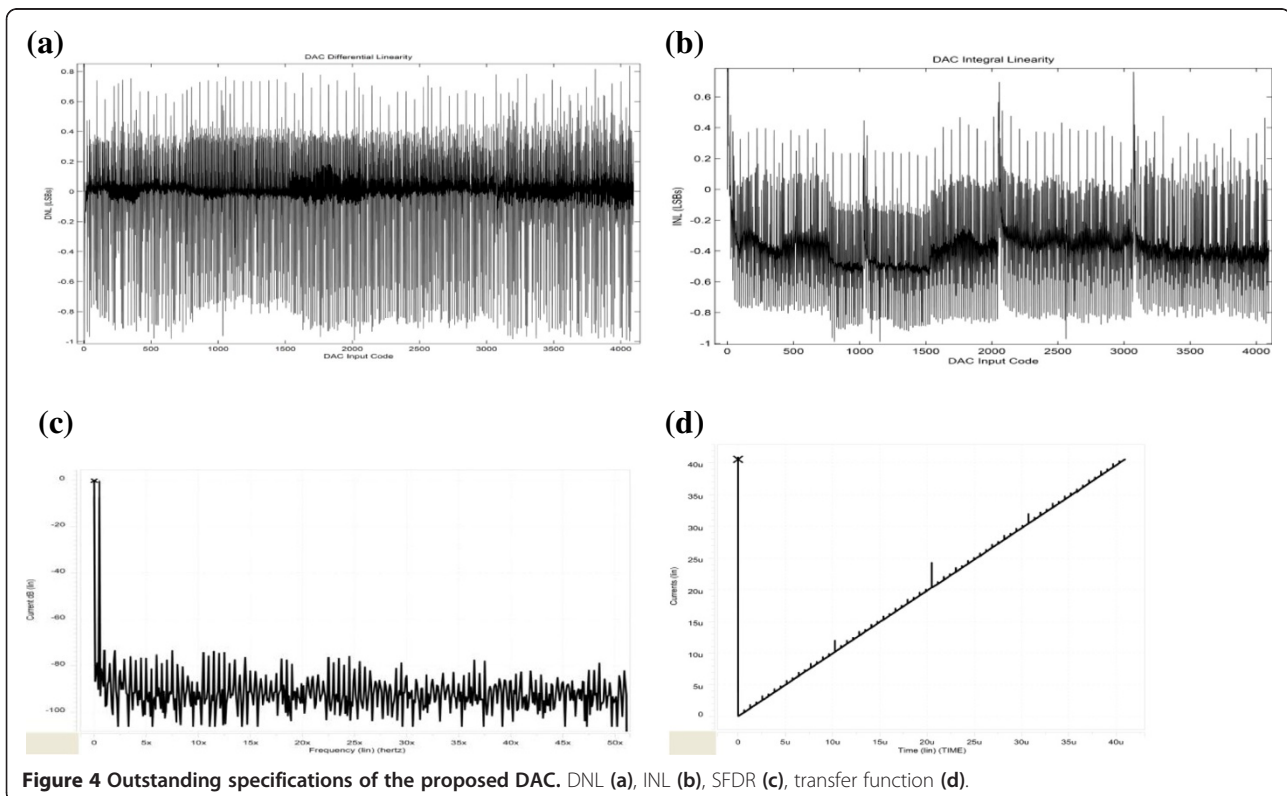 (a)
DAC Differential Linearity
0.8
0.6
0.4
0.2
0
-0.2
-0.4
-0.6
-0.8
-1
DNL (LSBs)
0 500 1000 1500 2000 2500 3000 3500 4000
DAC Input Code
(b)
DAC Integral Linearity
0.6
0.4
0.2
0
-0.2
-0.4
-0.6
-0.8
-1
INL (LSBs)
0 500 1000 1500 2000 2500 3000 3500 4000
DAC Input Code
(c)
0
-20
-40
-60
-80
-100
Current dB (lin)
0 5x 10x 15x 20x 25x 30x 35x 40x 45x 50x
Frequency (lin) (hertz)
(d)
40u
35u
30u
25u
20u
15u
10u
5u
0
Currents (lin)
0 5u 10u 15u 20u 25u 30u 35u 40u
Time (lin) (TIME)
Figure 4 Outstanding specifications of the proposed DAC. DNL (a), INL (b), SFDR (c), transfer function (d).